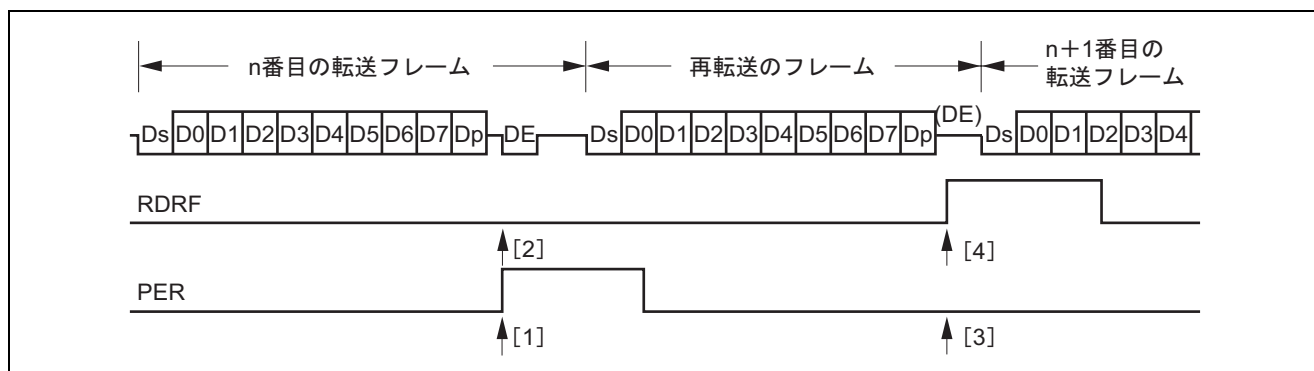 n番目の転送フレーム
再転送のフレーム
n＋1番目の
転送フレーム
Ds D0 D1 D2 D3 D4 D5 D6 D7 Dp DE Ds D0 D1 D2 D3 D4 D5 D6 D7 Dp (DE) Ds D0 D1 D2 D3 D4
RDRF
［2］ ［4］
PER
［1］ ［3］